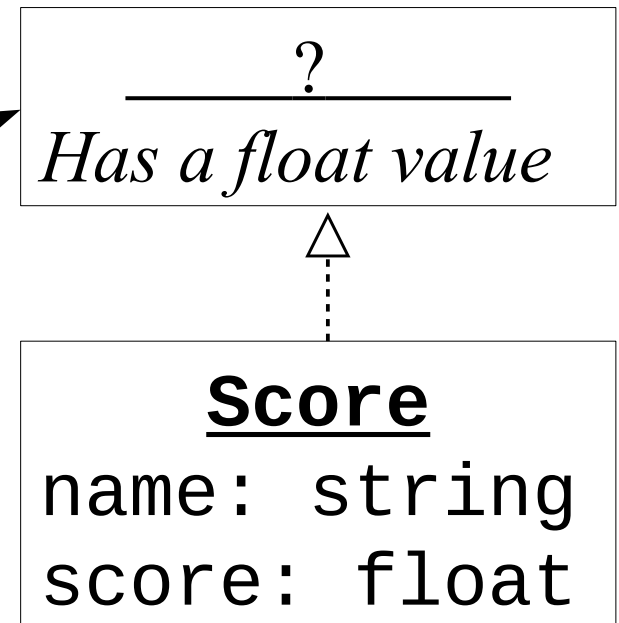 ?
Has a float value
Score
name: string
score: float